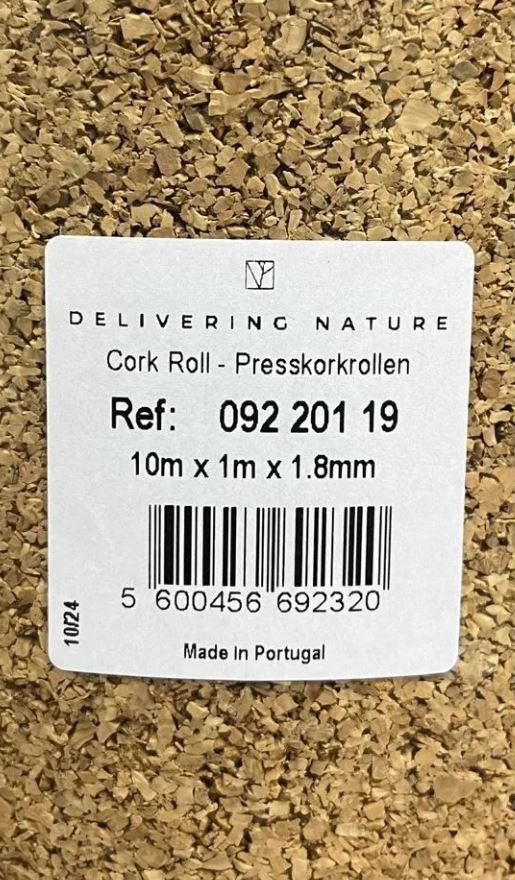 DELIVERING NATURE
Cork Roll - Presskorkrollen
Ref: 092 201 19
10m x 1m x 1.8mm
5 600456 692320
10/24
Made in Portugal